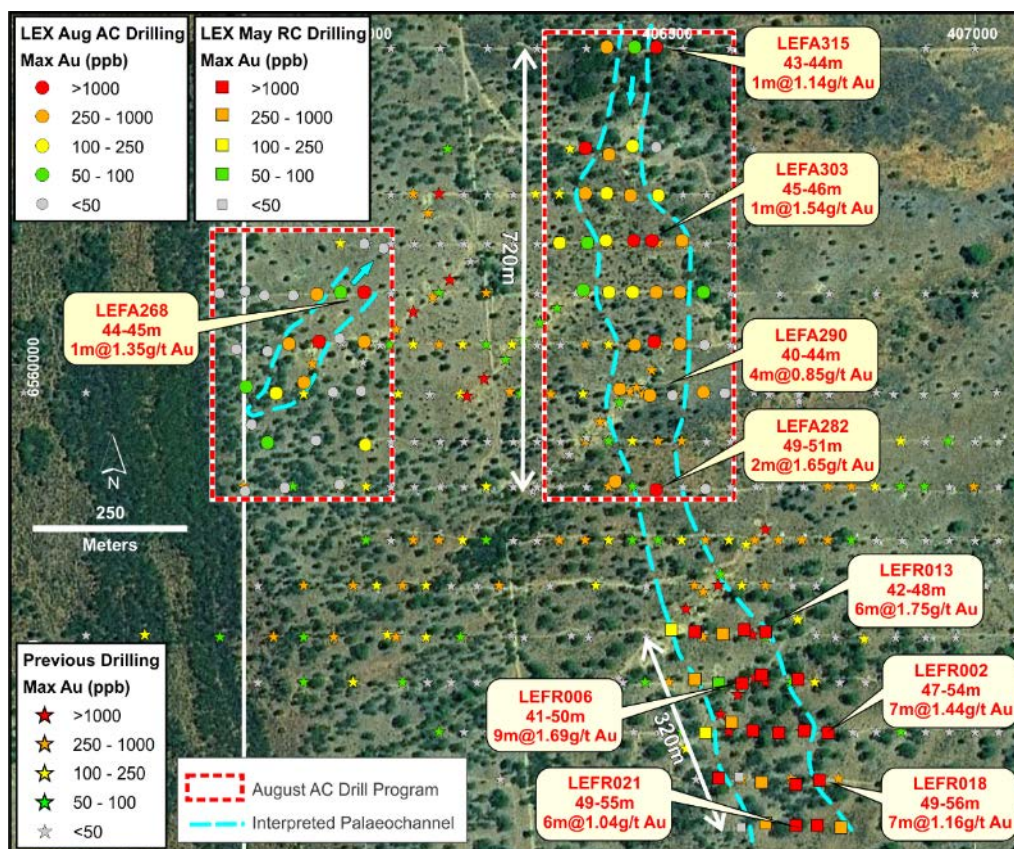 LEX Aug AC Drilling
Max Au (ppb)
>1000
250 - 1000
100 - 250
50 - 100
<50
LEX May RC Drilling
Max Au (ppb)
>1000
250 - 1000
100 - 250
50 - 100
<50
407000
LEFA315
43-44m
1m@1.14g/t Au
LEFA303
45-46m
1m@1.54g/t Au
720m
LEFA268
44-45m
1m@1.35g/t Au
6560000
LEFA290
40-44m
4m@0.85g/t Au
LEFA282
49-51m
2m@1.65g/t Au
N
250
Meters
LEFR013
42-48m
6m@1.75g/t Au
LEFR006
41-50m
9m@1.69g/t Au
320m
LEFR002
47-54m
7m@1.44g/t Au
LEFR021
49-55m
6m@1.04g/t Au
LEFR018
49-56m
7m@1.16g/t Au
Previous Drilling
Max Au (ppb)
>1000
250 - 1000
100 - 250
50 - 100
<50
August AC Drill Program
Interpreted Palaeochannel